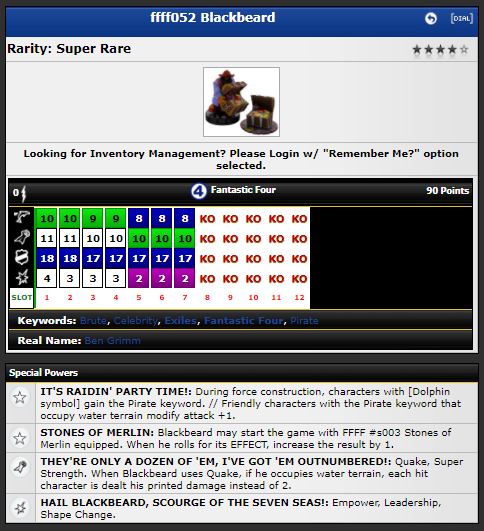 ffff052 Blackbeard
[DIAL]
Rarity: Super Rare
Looking for Inventory Management? Please Login w/ "Remember Me?" option
selected.
0 4 Fantastic Four 90 Points
10 10 9 9 8 8 8 KO KO KO KO KO
11 11 10 10 10 10 10 KO KO KO KO KO
18 18 17 17 17 17 17 KO KO KO KO KO
4 3 3 3 2 2 2 KO KO KO KO KO
SLOT 1 2 3 4 5 6 7 8 9 10 11 12
Keywords: Brute, Celebrity, Exiles, Fantastic Four, Pirate
Real Name: Ben Grimm
Special Powers
IT'S RAIDIN' PARTY TIME!: During force construction, characters with [Dolphin
symbol] gain the Pirate keyword. // Friendly characters with the Pirate keyword that
occupy water terrain modify attack +1.
STONES OF MERLIN: Blackbeard may start the game with FFFF #s003 Stones of
Merlin equipped. When he rolls for its EFFECT, increase the result by 1.
THEY'RE ONLY A DOZEN OF 'EM, I'VE GOT 'EM OUTNUMBERED!: Quake, Super
Strength. When Blackbeard uses Quake, if he occupies water terrain, each hit
character is dealt his printed damage instead of 2.
HAIL BLACKBEARD, SCOURGE OF THE SEVEN SEAS!: Empower, Leadership,
Shape Change.